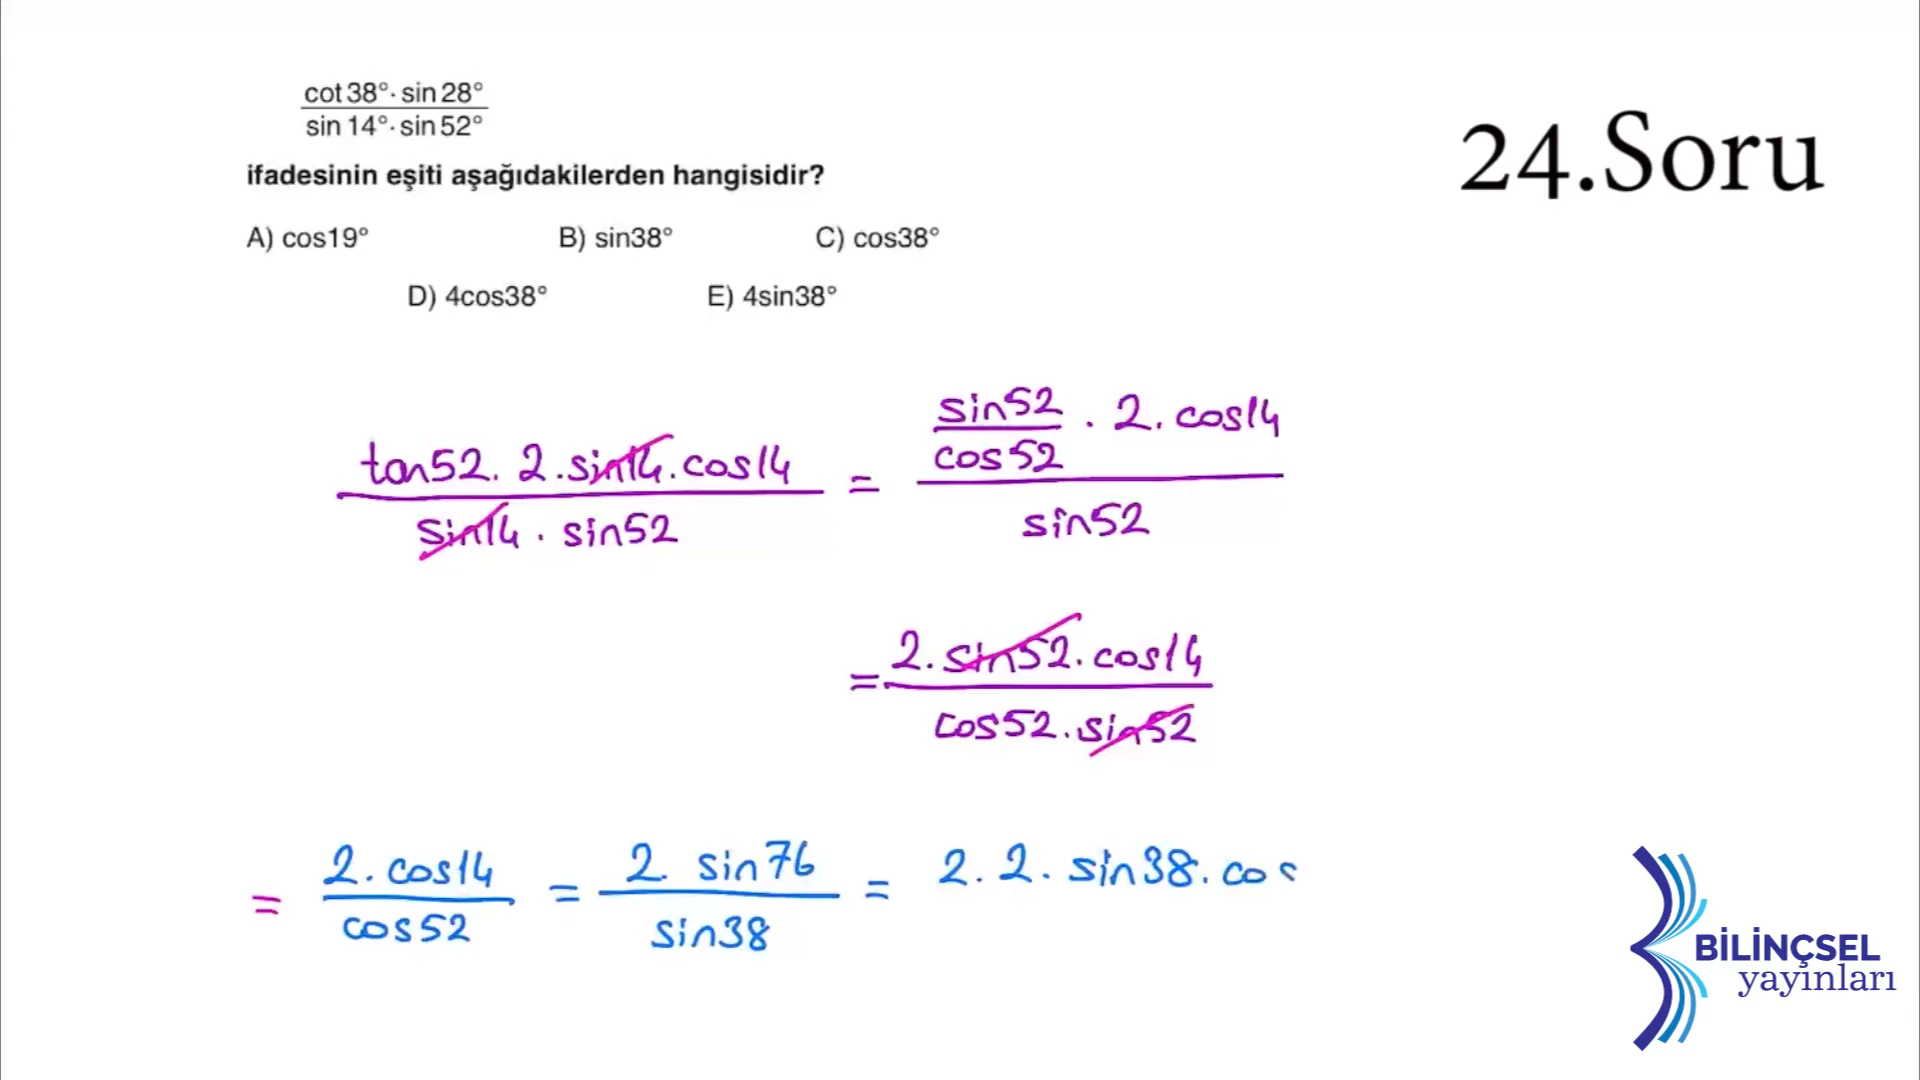 cot 38° · sin 28°
sin 14° · sin 52°
24.Soru
ifadesinin eşiti aşağıdakilerden hangisidir?
A) cos19° B) sin38° C) cos38°
D) 4cos38° E) 4sin38°
tan52. 2.sin14.cos14 = sin52 . 2.cos14
cos52
sin14 . sin52 sin52
= 2.sin52.cos14
cos52.sin52
= 2.cos14 = 2. sin76 = 2.2.sin38.cos
cos52 sin38
BİLİNÇSEL
yayınları